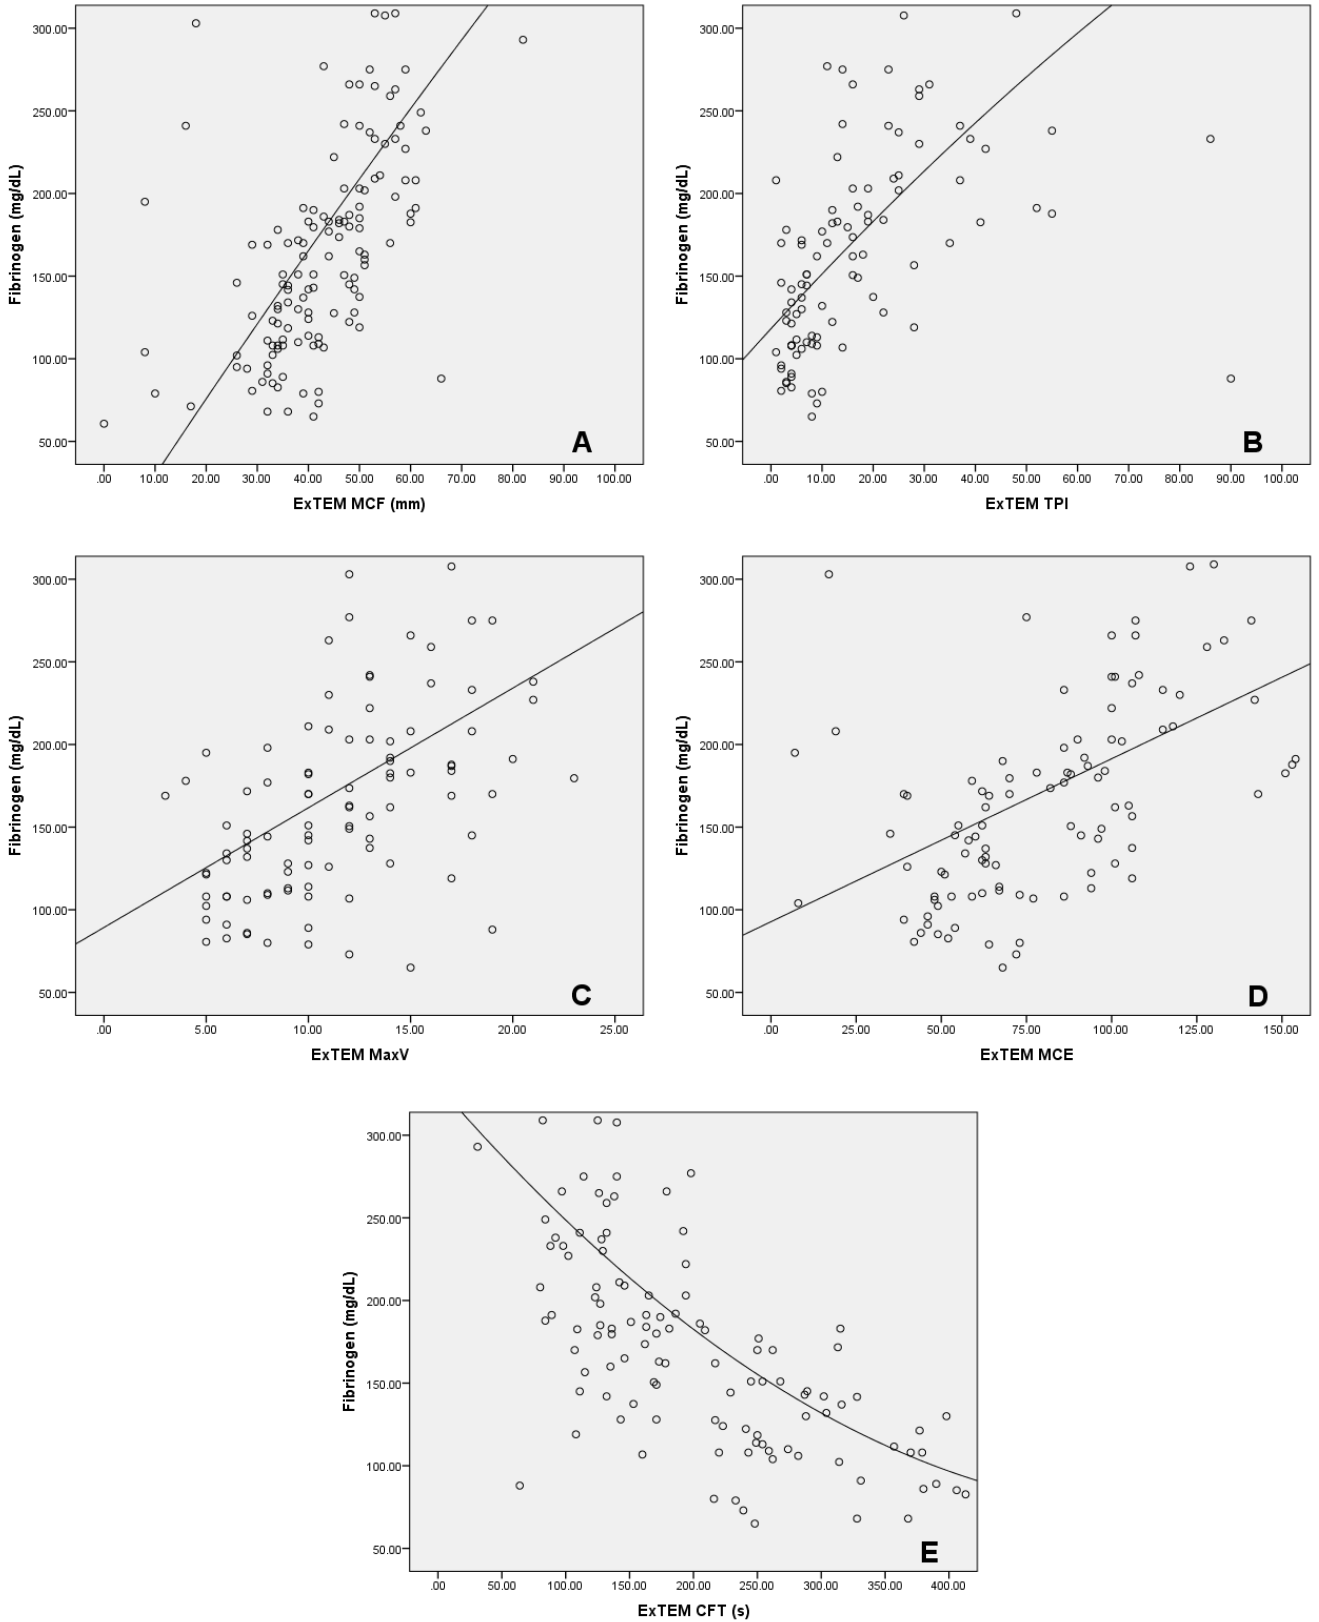 300.00
250.00
200.00
150.00
100.00
50.00
Fibrinogen (mg/dL)
A
.00 10.00 20.00 30.00 40.00 50.00 60.00 70.00 80.00 90.00 100.00
ExTEM MCF (mm)
300.00
250.00
200.00
150.00
100.00
50.00
Fibrinogen (mg/dL)
B
.00 10.00 20.00 30.00 40.00 50.00 60.00 70.00 80.00 90.00 100.00
ExTEM TPI
300.00
250.00
200.00
150.00
100.00
50.00
Fibrinogen (mg/dL)
C
.00 5.00 10.00 15.00 20.00 25.00
ExTEM MaxV
300.00
250.00
200.00
150.00
100.00
50.00
Fibrinogen (mg/dL)
D
.00 25.00 50.00 75.00 100.00 125.00 150.00
ExTEM MCE
300.00
250.00
200.00
150.00
100.00
50.00
Fibrinogen (mg/dL)
E
.00 50.00 100.00 150.00 200.00 250.00 300.00 350.00 400.00
ExTEM CFT (s)